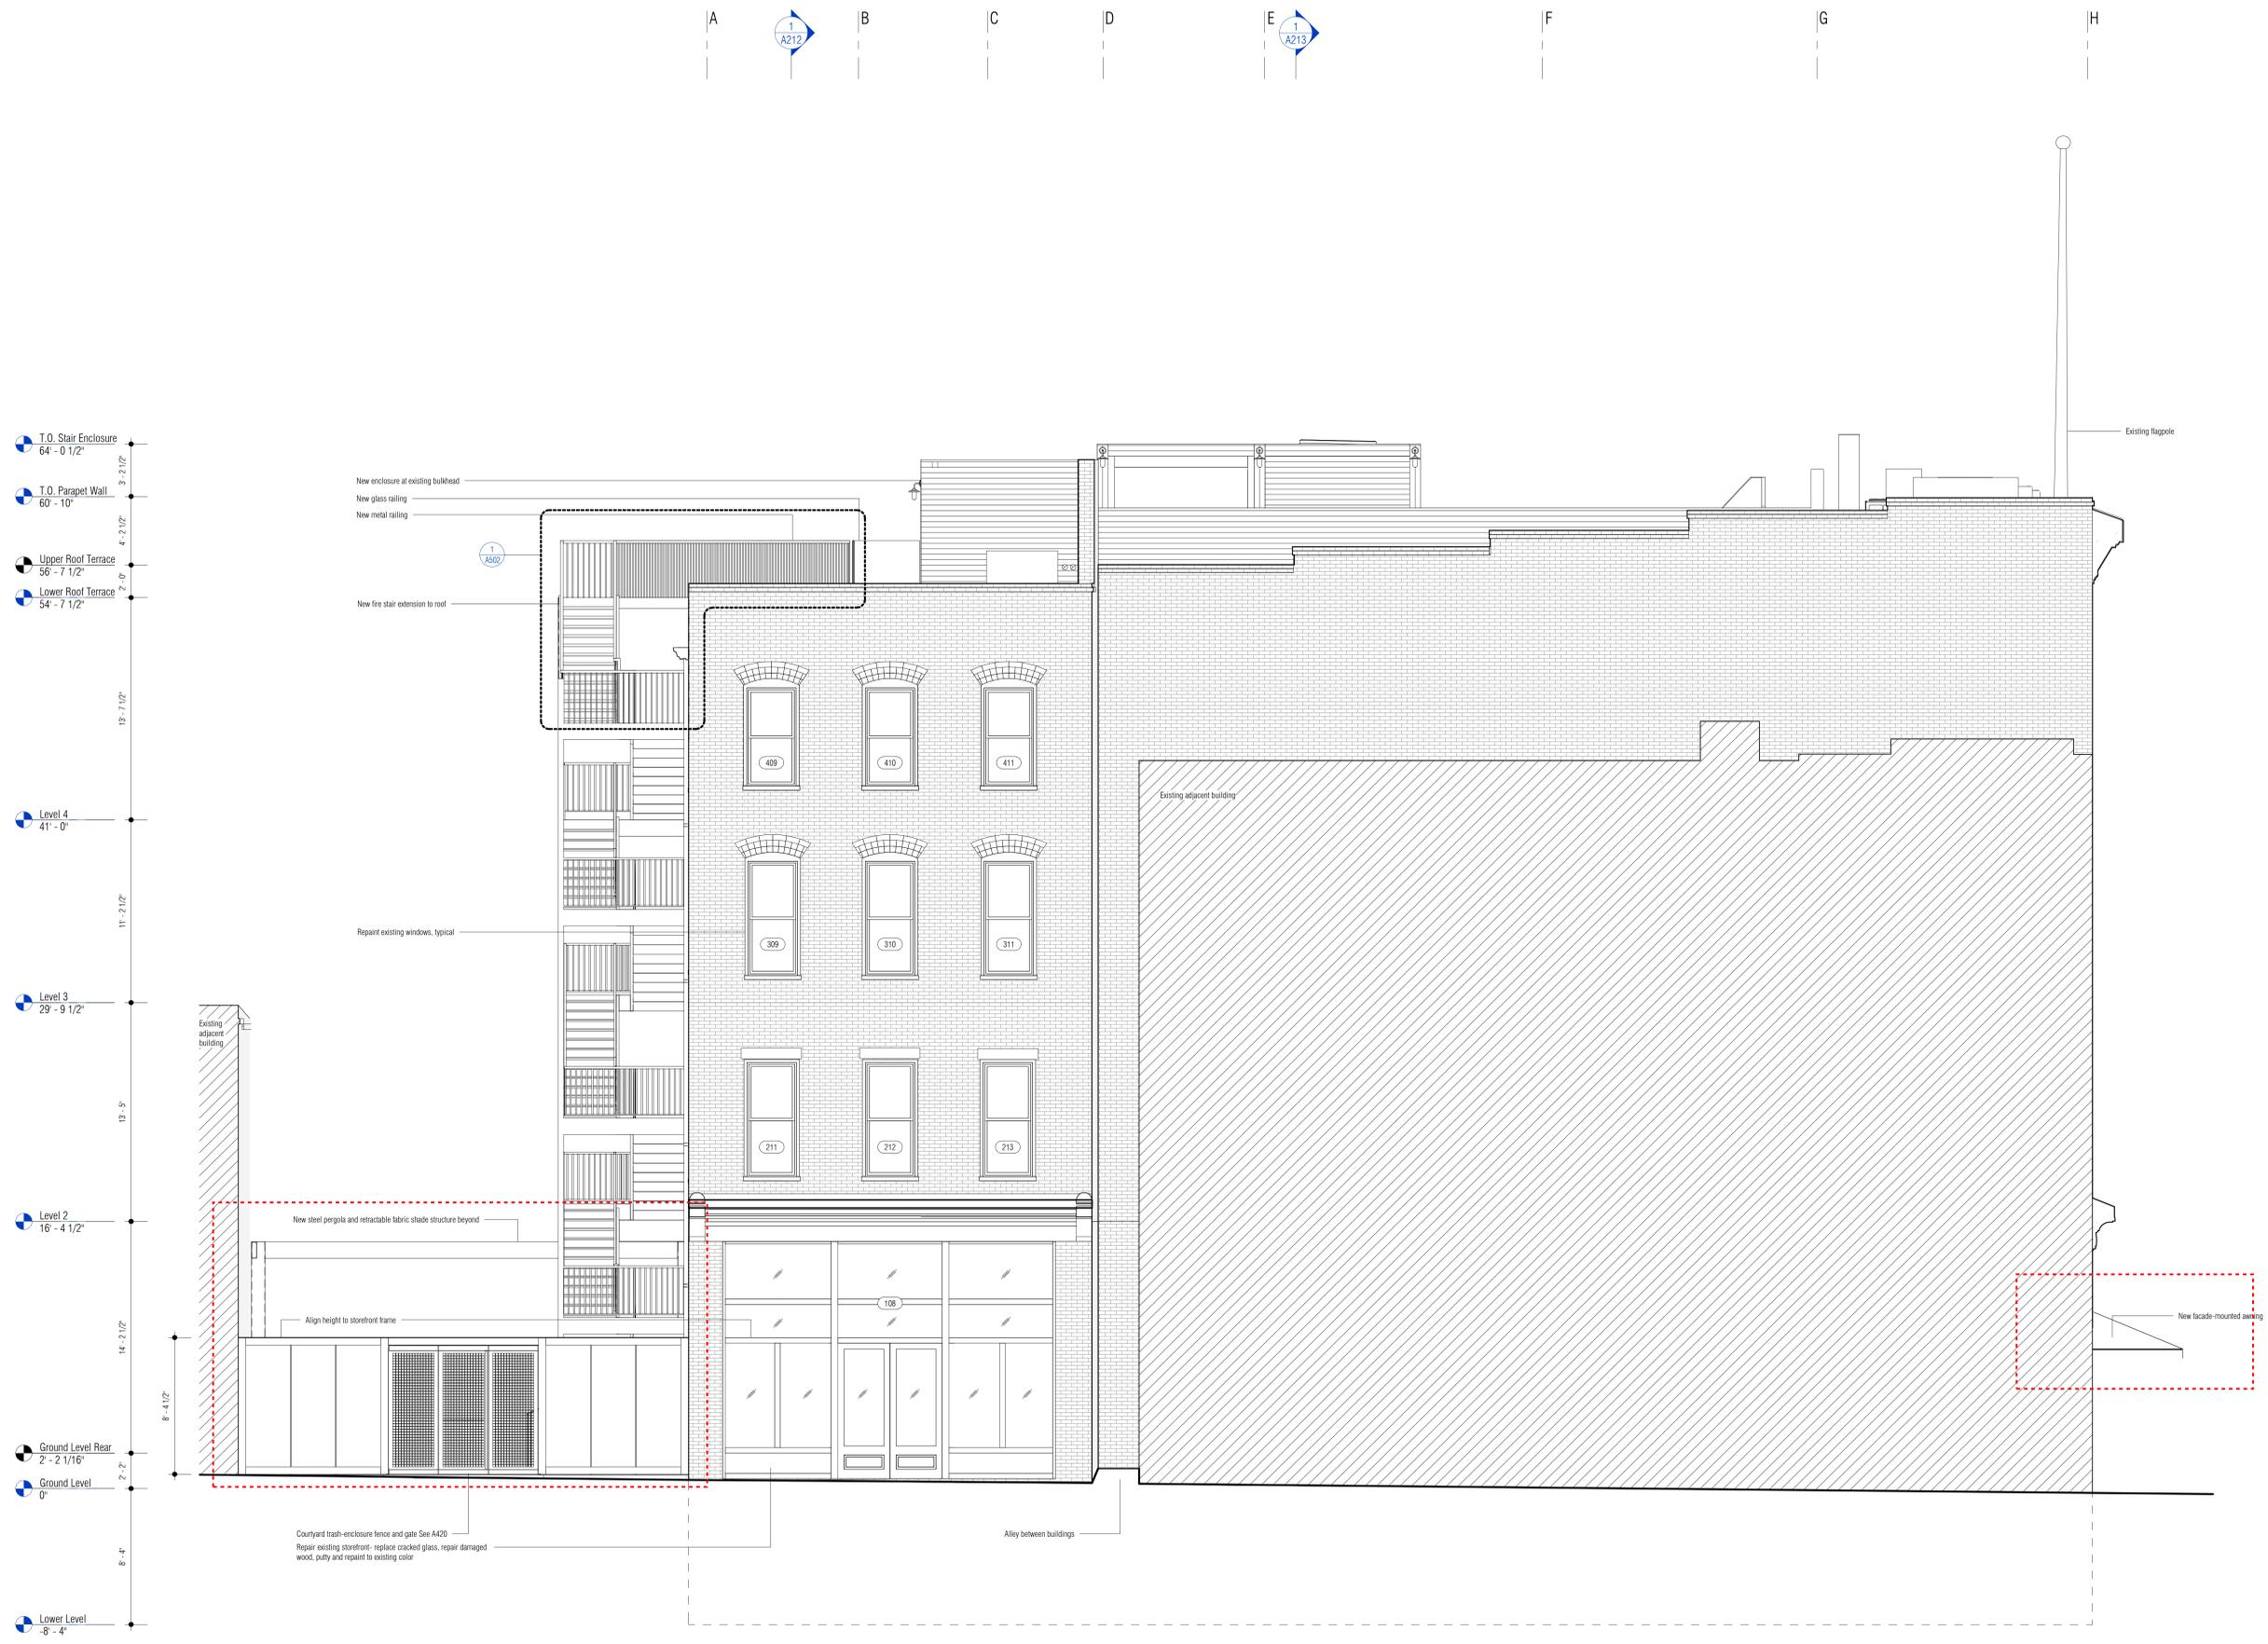 A
B
C
D
E
F
G
H
1
A212
1
A213
T.O. Stair Enclosure
64' - 0 1/2"
3' - 2 1/2"
T.O. Parapet Wall
60' - 10"
4' - 2 1/2"
Upper Roof Terrace
56' - 7 1/2"
2' - 0"
Lower Roof Terrace
54' - 7 1/2"
13' - 7 1/2"
Level 4
41' - 0"
11' - 2 1/2"
Level 3
29' - 9 1/2"
13' - 5"
Level 2
16' - 4 1/2"
14' - 2 1/2"
8' - 4 1/2"
Ground Level Rear
2' - 2 1/16"
2' - 2"
Ground Level
0"
8' - 4"
Lower Level
-8' - 4"
Existing flagpole
New enclosure at existing bulkhead
New glass railing
New metal railing
1
A502
New fire stair extension to roof
409
410
411
Existing adjacent building
Repaint existing windows, typical
309
310
311
Existing
adjacent
building
211
212
213
New steel pergola and retractable fabric shade structure beyond
108
Align height to storefront frame
New facade-mounted awning
Courtyard trash-enclosure fence and gate See A420
Repair existing storefront- replace cracked glass, repair damaged
wood, putty and repaint to existing color
Alley between buildings